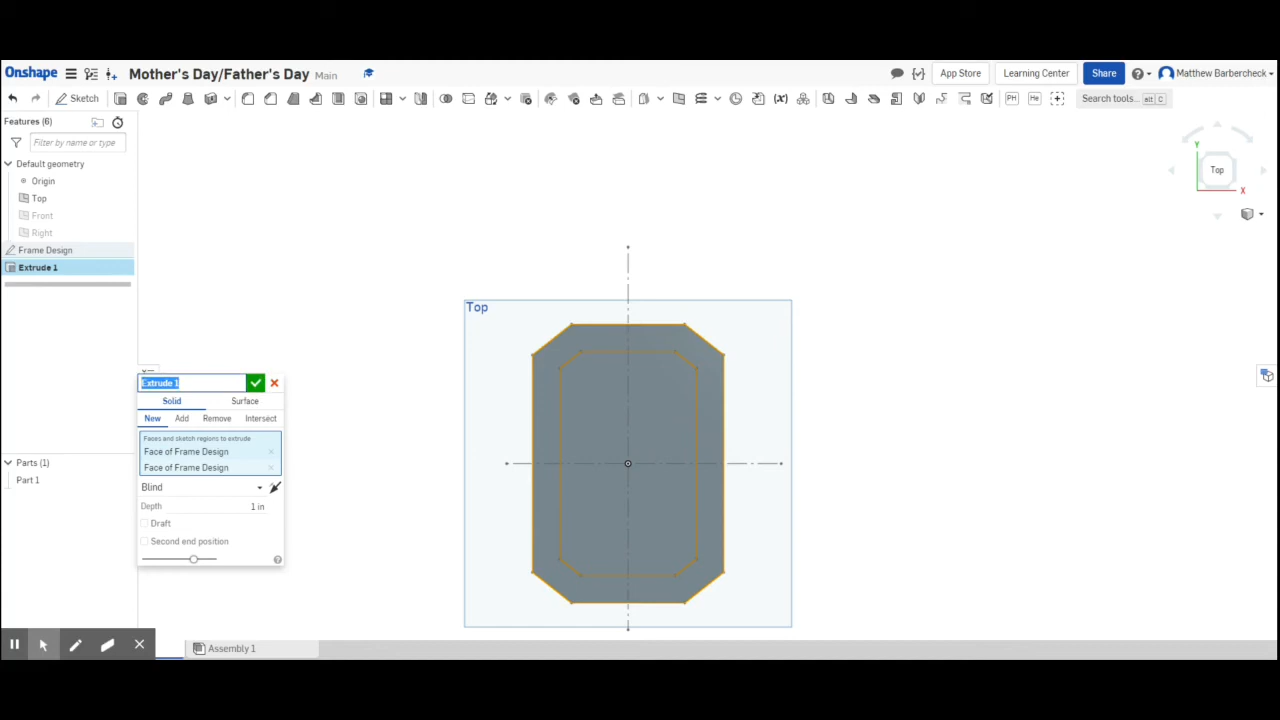 Onshape Mother's Day/Father's Day Main App Store Learning Center Share Matthew Barbercheck
Sketch PH He Search tools... alt C
Features (6)
Filter by name or type
Default geometry
Origin
Top
Front
Right
Frame Design
Extrude 1
Y
Top
X
Top
Extrude 1
Solid Surface
New Add Remove Intersect
Faces and sketch regions to extrude
Face of Frame Design
Face of Frame Design
Blind
Depth 1 in
Draft
Second end position
Parts (1)
Part 1
Assembly 1